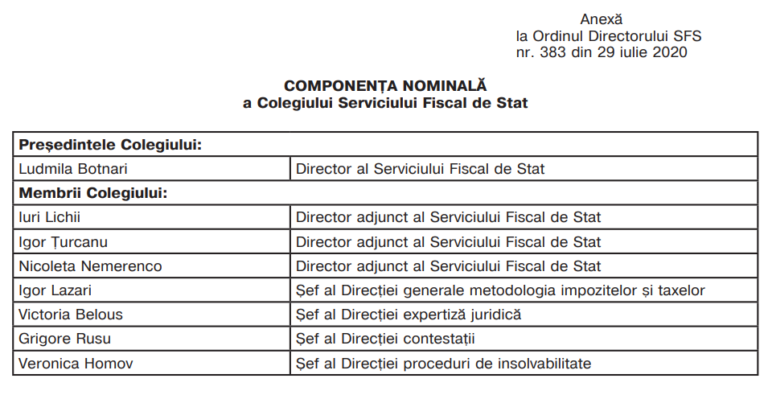 Anexă
la Ordinul Directorului SFS
nr. 383 din 29 iulie 2020
COMPONENȚA NOMINALĂ
a Colegiului Serviciului Fiscal de Stat
Președintele Colegiului:
Ludmila Botnari Director al Serviciului Fiscal de Stat
Membrii Colegiului:
Iuri Lichii Director adjunct al Serviciului Fiscal de Stat
Igor Țurcanu Director adjunct al Serviciului Fiscal de Stat
Nicoleta Nemerenco Director adjunct al Serviciului Fiscal de Stat
Igor Lazari Șef al Direcției generale metodologia impozitelor și taxelor
Victoria Belous Șef al Direcției expertiză juridică
Grigore Rusu Șef al Direcției contestații
Veronica Homov Șef al Direcției proceduri de insolvabilitate